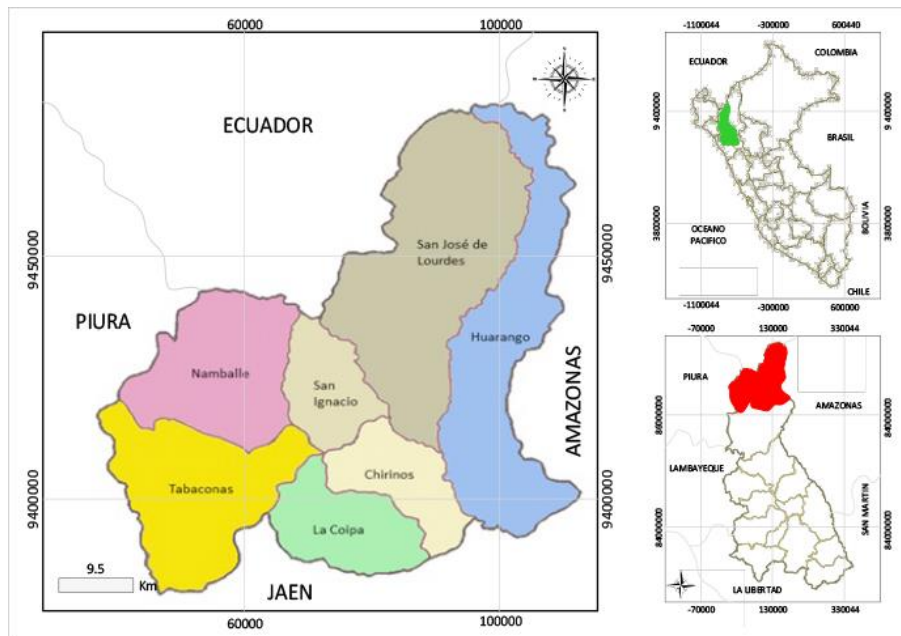 60000
100000
ECUADOR
9450000
9450000
San José de
Lourdes
PIURA
Huarango
Namballe
San
Ignacio
AMAZONAS
Chirinos
Tabaconas
9400000
9400000
La Coipa
9.5
Km
JAEN
60000
100000
-1100044
-300000
600440
COLOMBIA
ECUADOR
9 400000
9 400000
BRASIL
3800000
3800000
OCEANO
PACIFICO
BOLIVIA
CHILE
-1100044
-300000
600000
-70000
130000
330044
PIURA
AMAZONAS
84000000
LAMBAYEQUE
SAN MARTIN
8400000
8400000
LA LIBERTAD
-70000
130000
330044